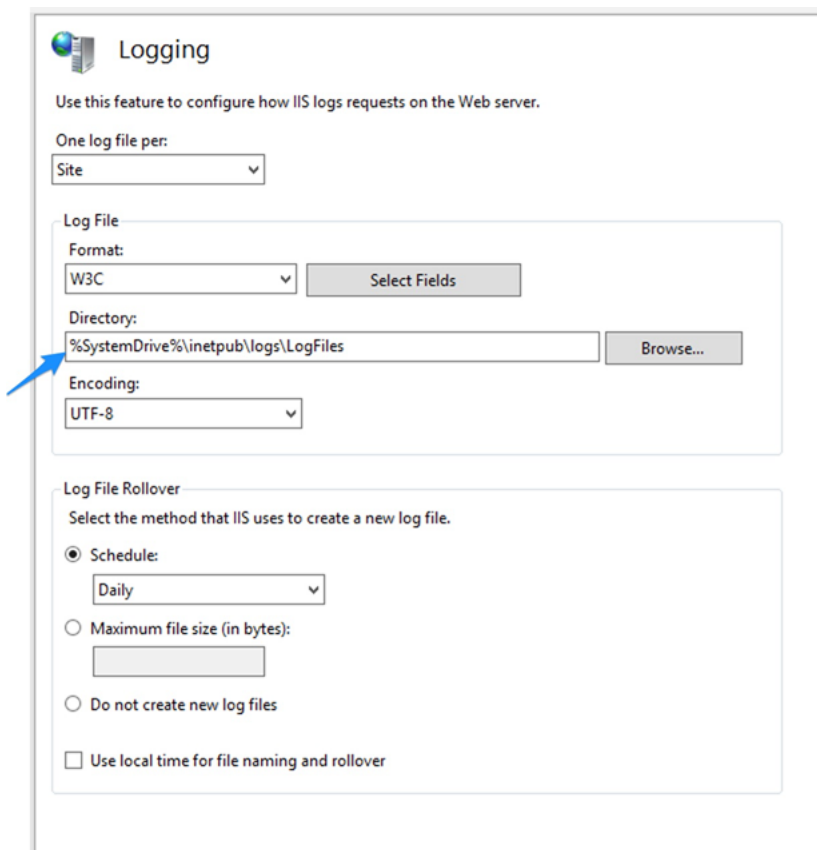 Logging
Use this feature to configure how IIS logs requests on the Web server.
One log file per:
Site
Log File
Format:
W3C
Select Fields
Directory:
%SystemDrive%\inetpub\logs\LogFiles
Browse...
Encoding:
UTF-8
Log File Rollover
Select the method that IIS uses to create a new log file.
Schedule:
Daily
Maximum file size (in bytes):
Do not create new log files
Use local time for file naming and rollover